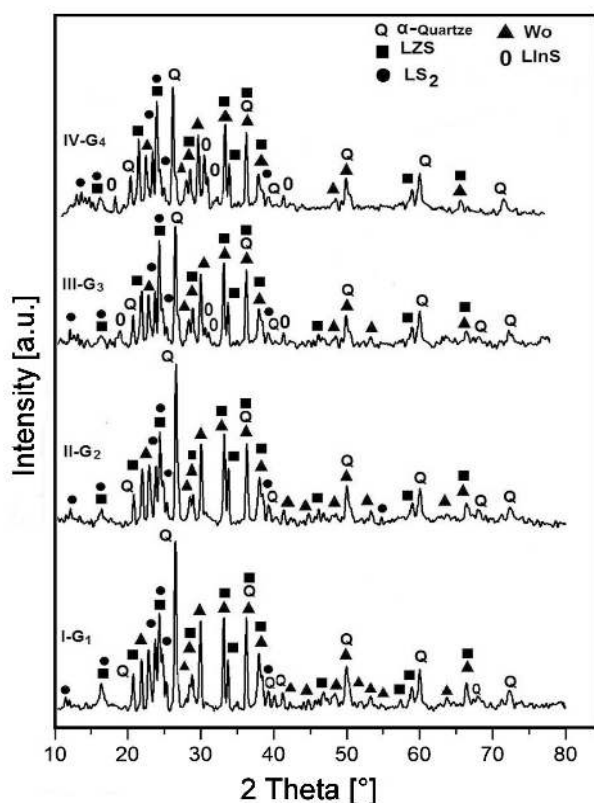 Q α-Quartze ▲ Wo
■ LZS 0 LInS
● LS2
IV-G4
III-G3
II-G2
I-G1
Intensity [a.u.]
10 20 30 40 50 60 70 80
2 Theta [°]